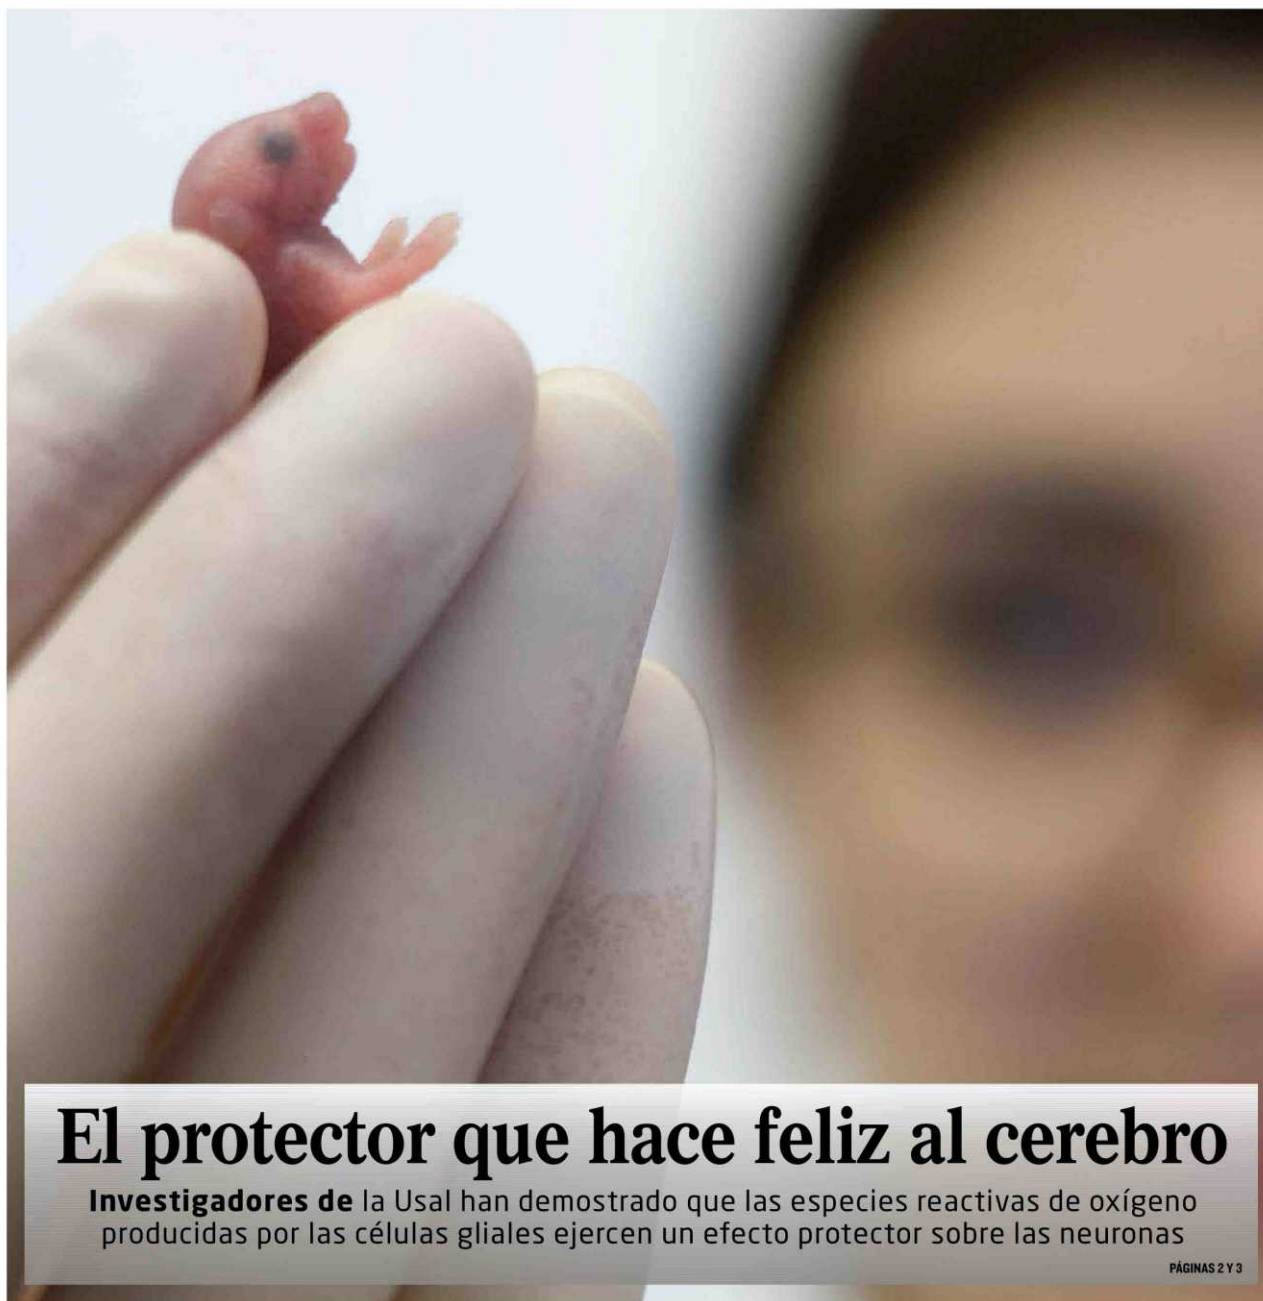 El protector que hace feliz al cerebro
Investigadores de la Usal han demostrado que las especies reactivas de oxígeno
producidas por las células gliales ejercen un efecto protector sobre las neuronas
PÁGINAS 2 Y 3